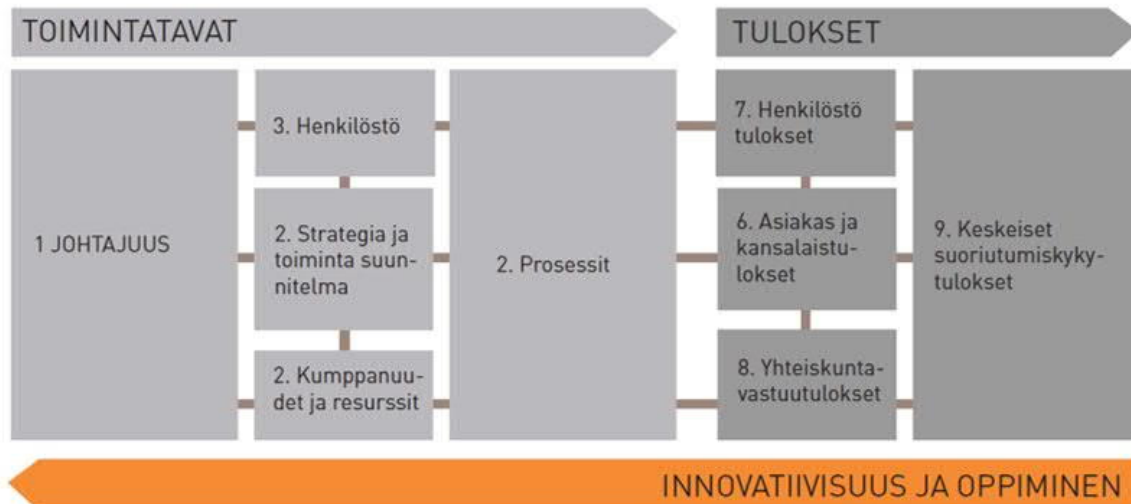 TOIMINTATAVAT
TULOKSET
1 JOHTAJUUS
3. Henkilöstö
2. Strategia ja
toiminta suun-
nitelma
2. Kumppanuu-
det ja resurssit
2. Prosessit
7. Henkilöstö
tulokset
6. Asiakas ja
kansalaistu-
lokset
8. Yhteiskunta-
vastuutulokset
9. Keskeiset
suoriutumiskyky-
tulokset
INNOVATIIVISUUS JA OPPIMINEN